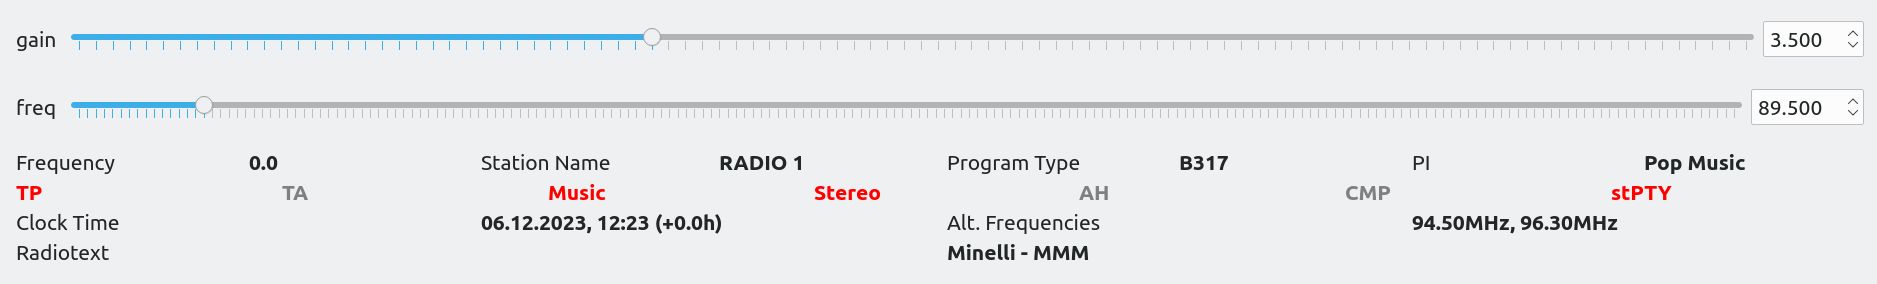 gain 3.500
freq 89.500
Frequency 0.0 Station Name RADIO 1 Program Type B317 PI Pop Music
TP TA Music Stereo AH CMP stPTY
Clock Time 06.12.2023, 12:23 (+0.0h) Alt. Frequencies 94.50MHz, 96.30MHz
Radiotext Minelli - MMM